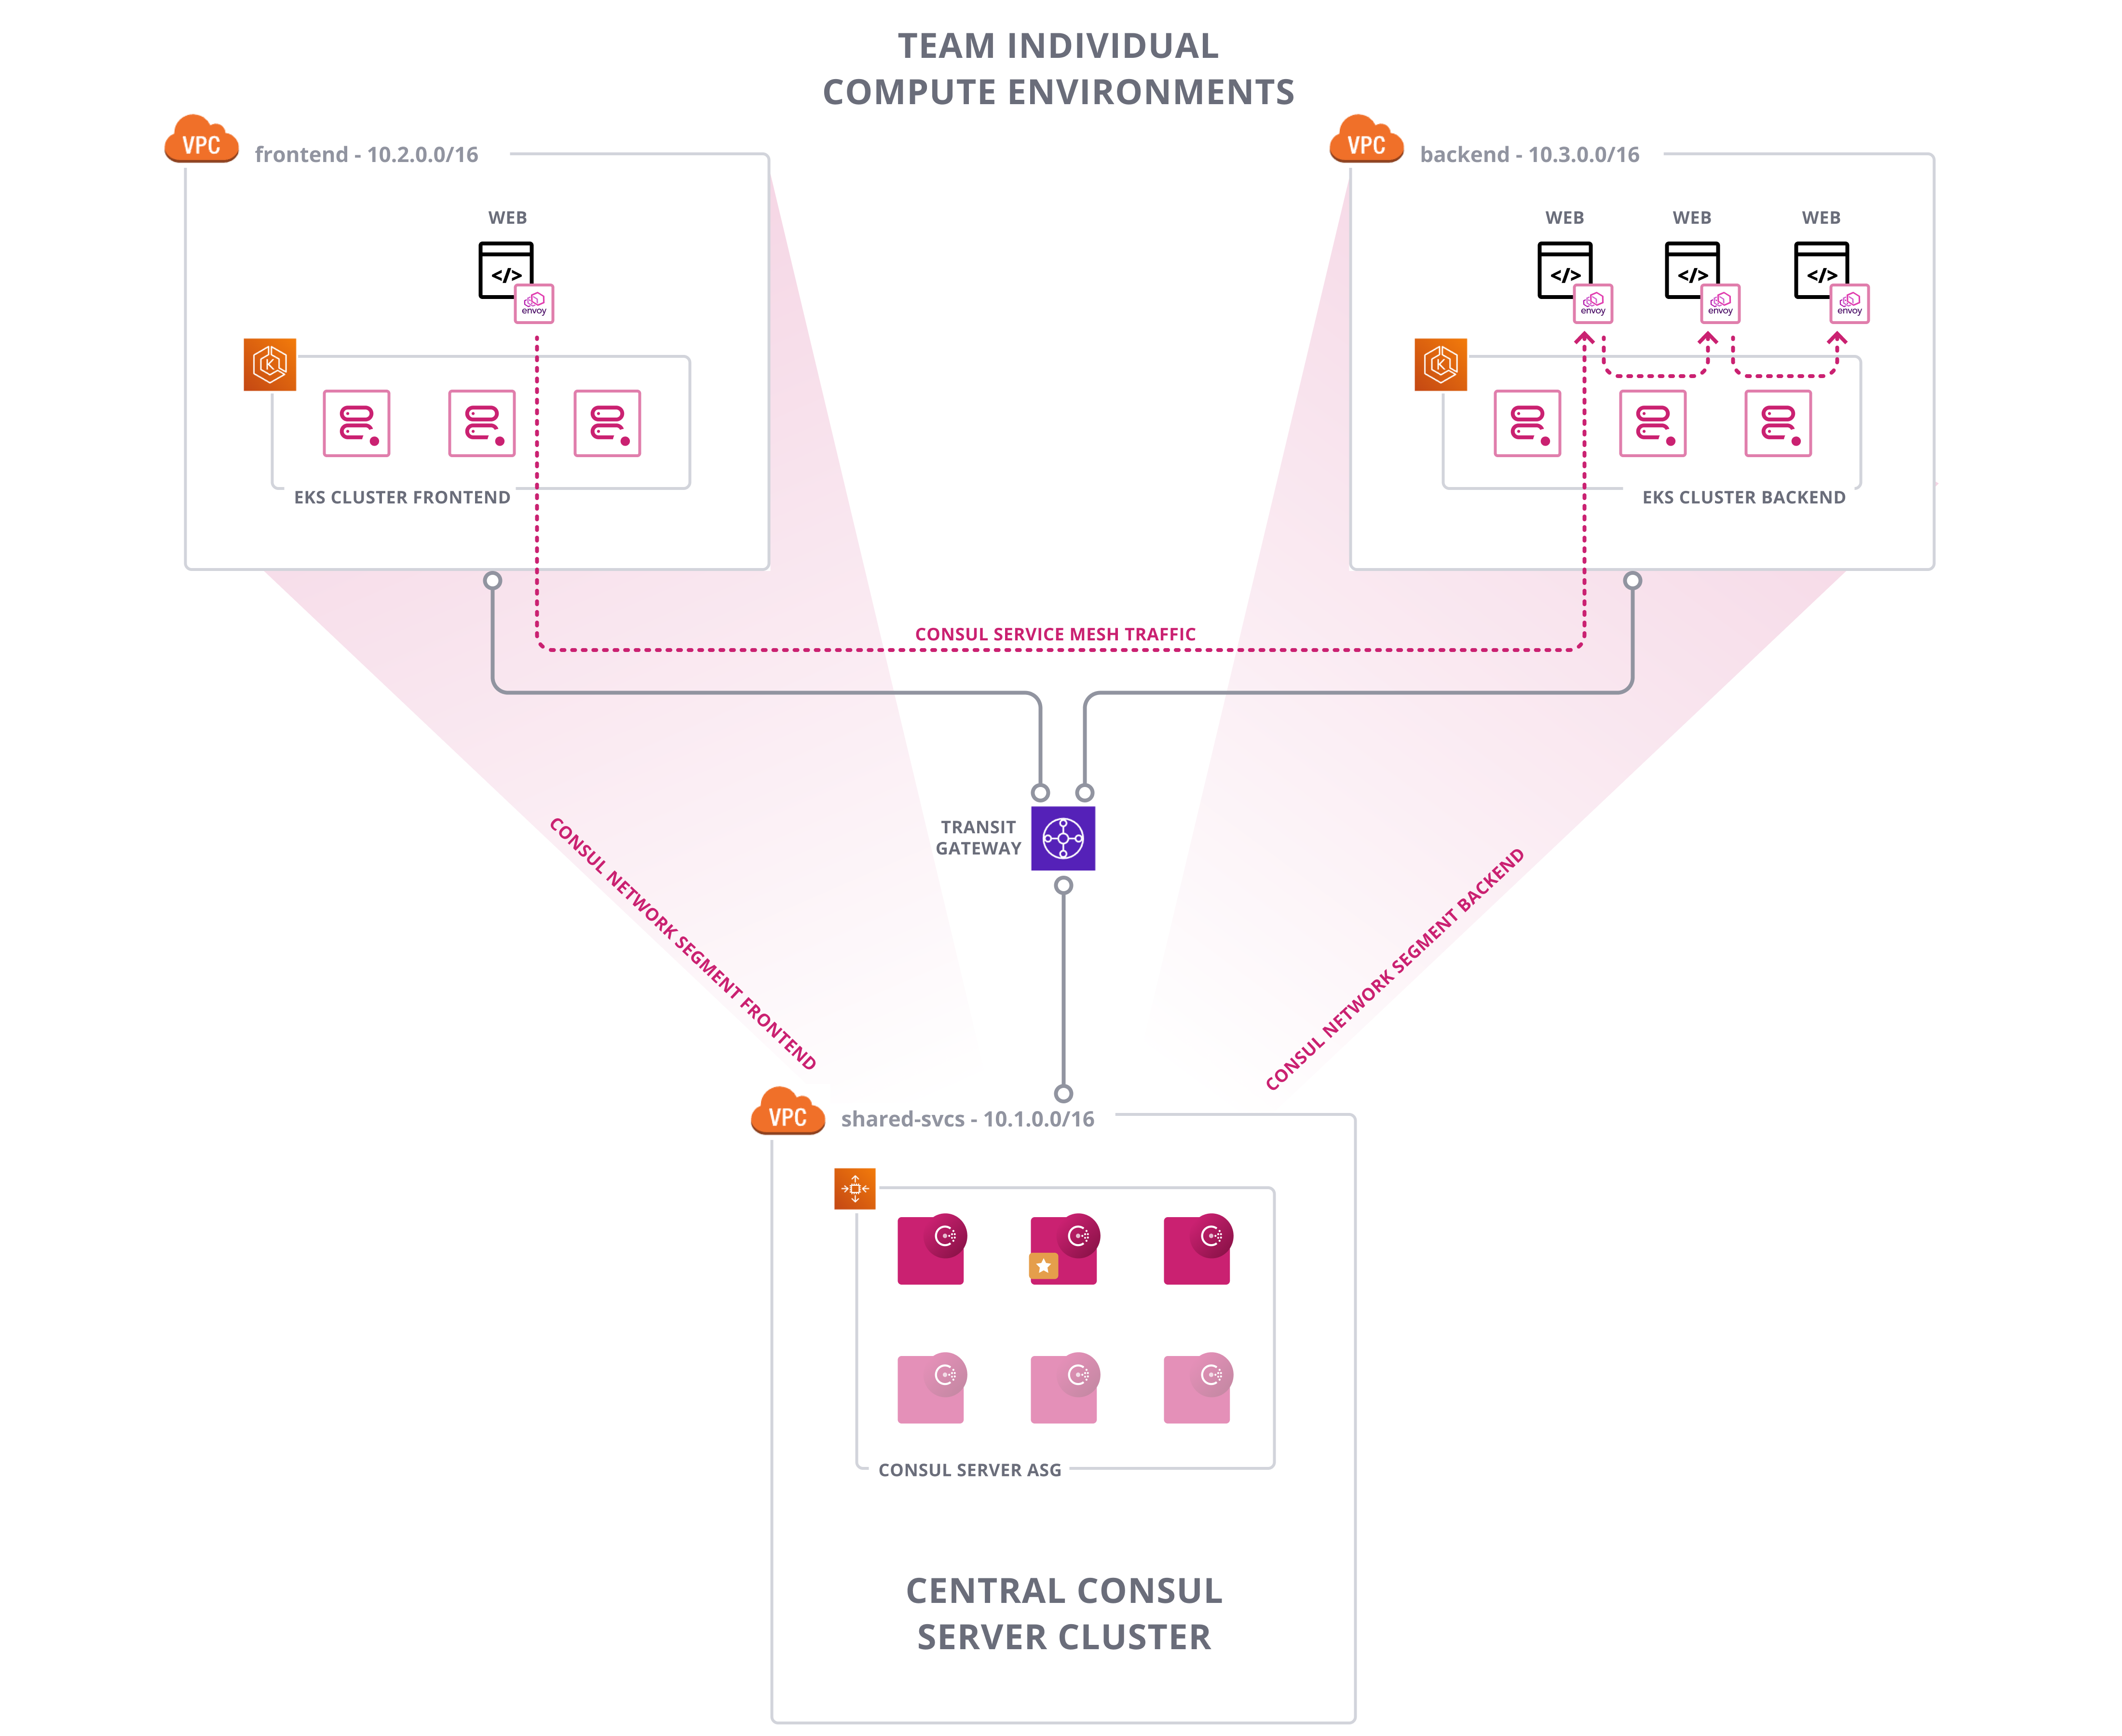 TEAM INDIVIDUAL
COMPUTE ENVIRONMENTS
VPC
frontend - 10.2.0.0/16
WEB
</>
envoy
K
EKS CLUSTER FRONTEND
VPC
backend - 10.3.0.0/16
WEB
WEB
WEB
</>
</>
</>
envoy
envoy
envoy
K
EKS CLUSTER BACKEND
CONSUL SERVICE MESH TRAFFIC
TRANSIT
GATEWAY
CONSUL NETWORK SEGMENT FRONTEND
CONSUL NETWORK SEGMENT BACKEND
VPC
shared-svcs - 10.1.0.0/16
CONSUL SERVER ASG
CENTRAL CONSUL
SERVER CLUSTER